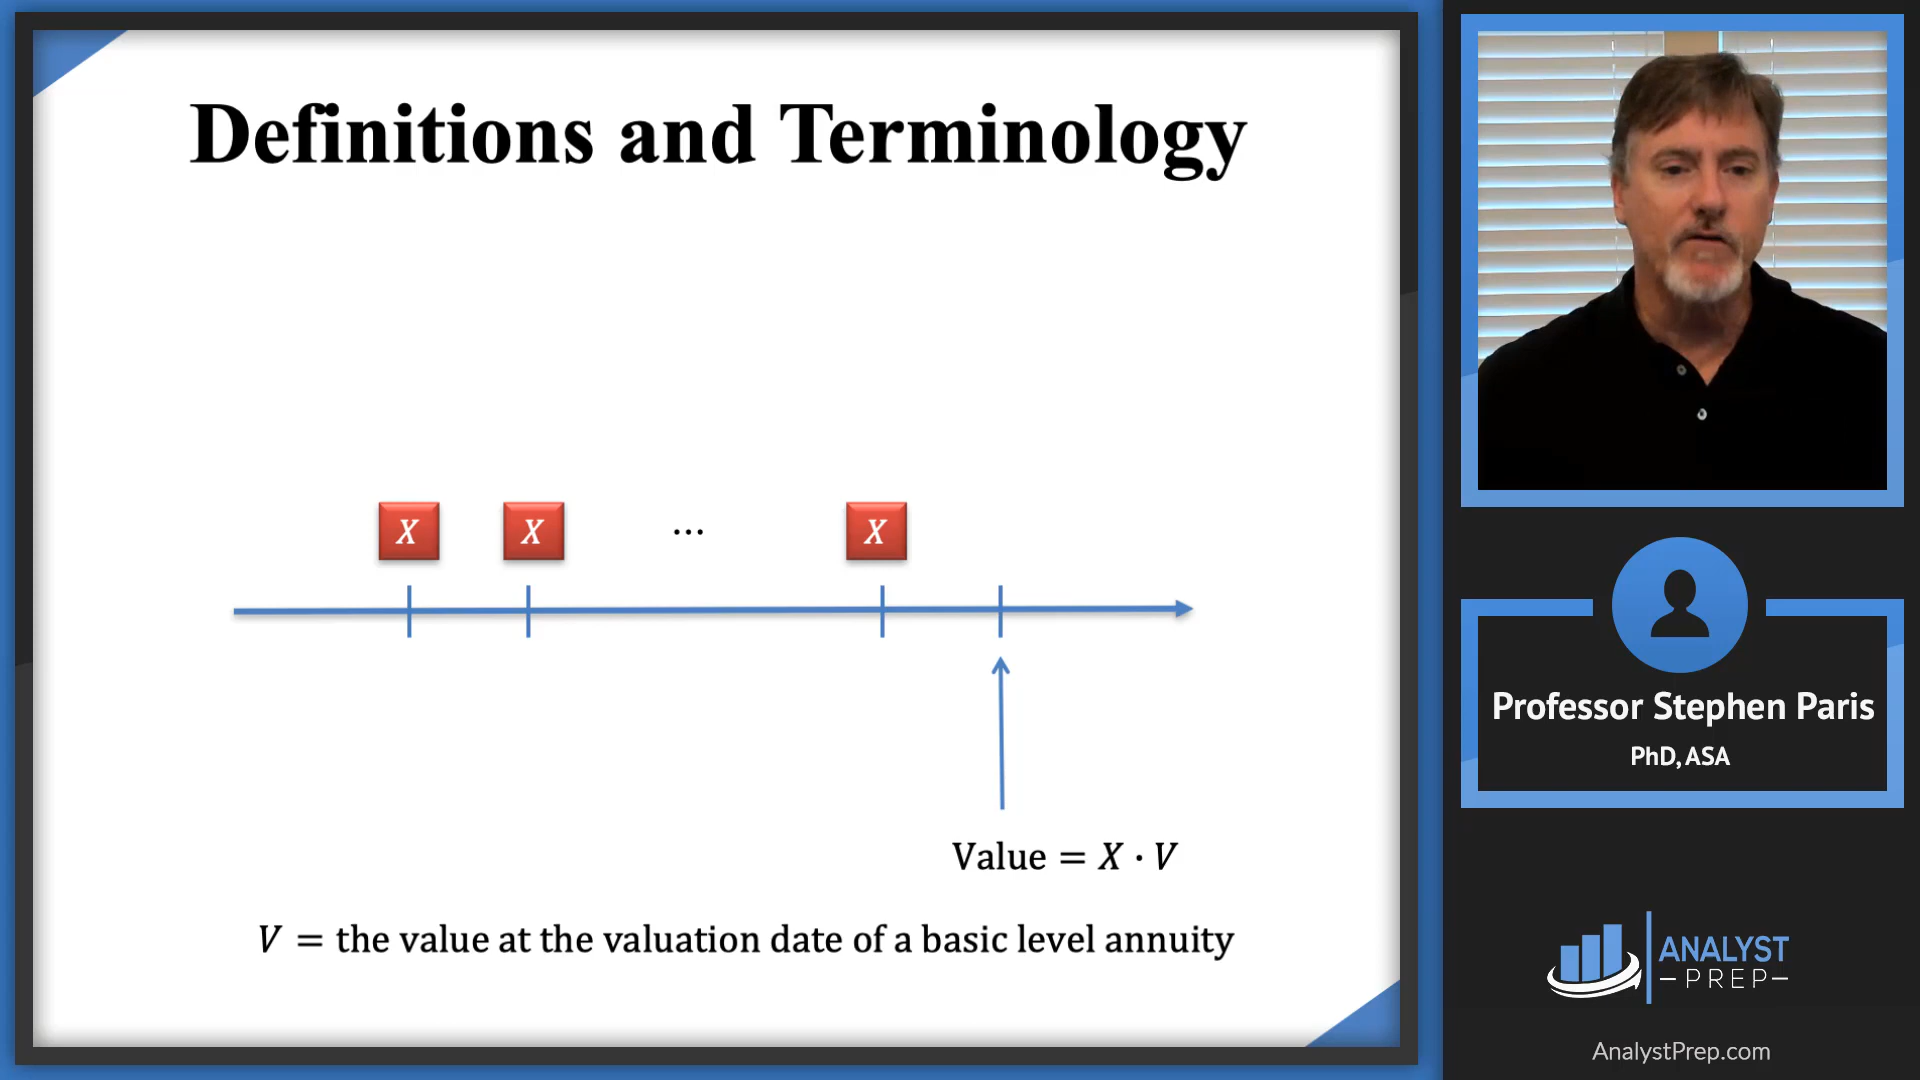 Definitions and Terminology
X X ... X
Value = X · V
V = the value at the valuation date of a basic level annuity
Professor Stephen Paris
PhD, ASA
ANALYST
PREP
AnalystPrep.com